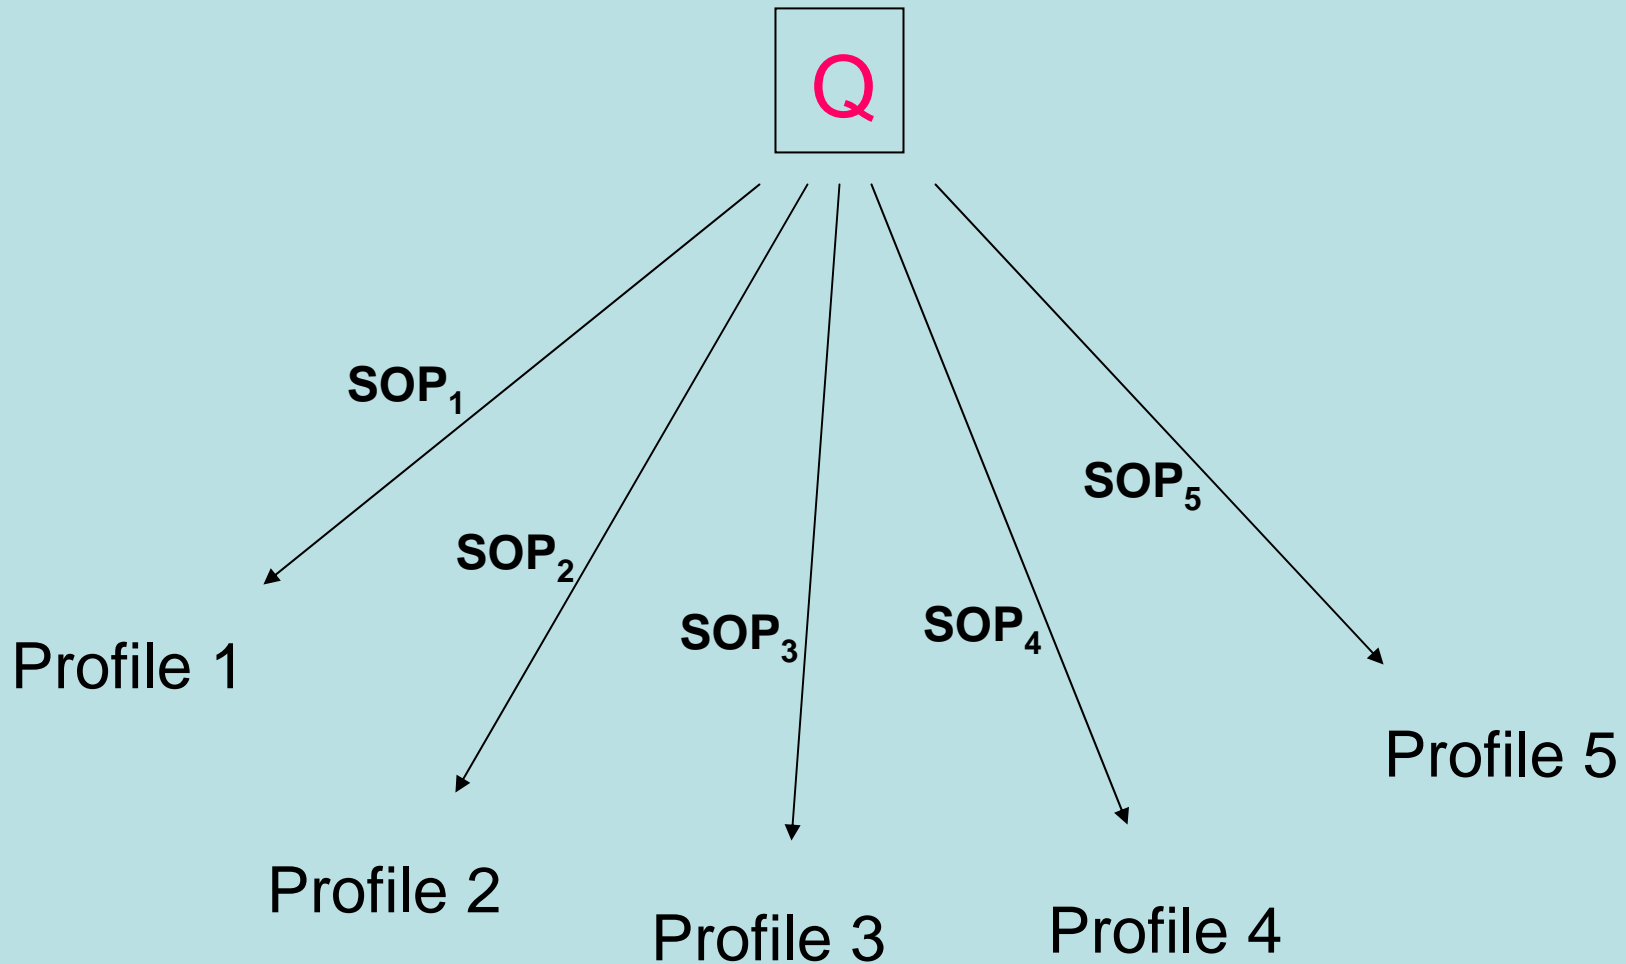 Q
SOP₁
SOP₂
SOP₃
SOP₄
SOP₅
Profile 1
Profile 2
Profile 3
Profile 4
Profile 5